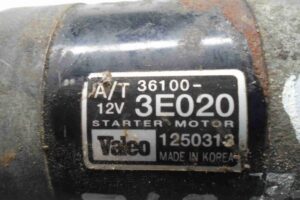 A/T 36100-
12V 3E020
STARTER MOTOR
Valeo 1250313
MADE IN KOREA